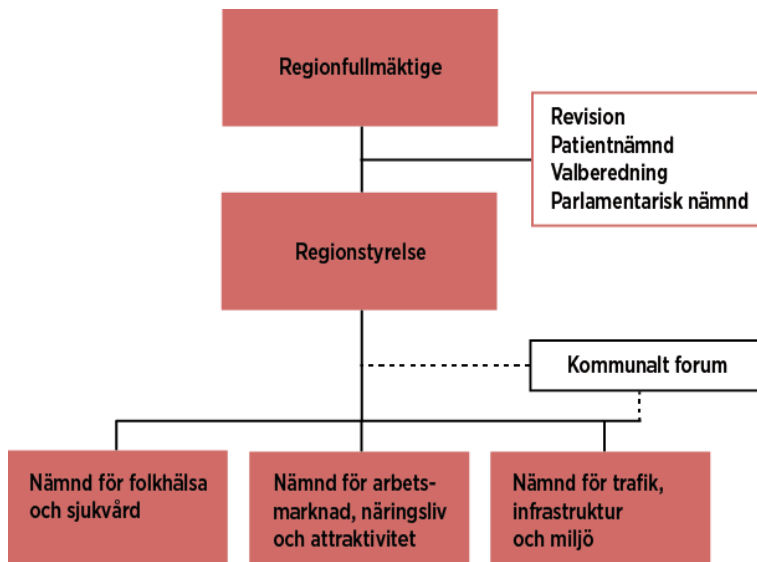 Regionfullmäktige
Revision
Patientnämnd
Valberedning
Parlamentarisk nämnd
Regionstyrelse
Kommunalt forum
Nämnd för folkhälsa
och sjukvård
Nämnd för arbets-
marknad, näringsliv
och attraktivitet
Nämnd för trafik,
infrastruktur
och miljö